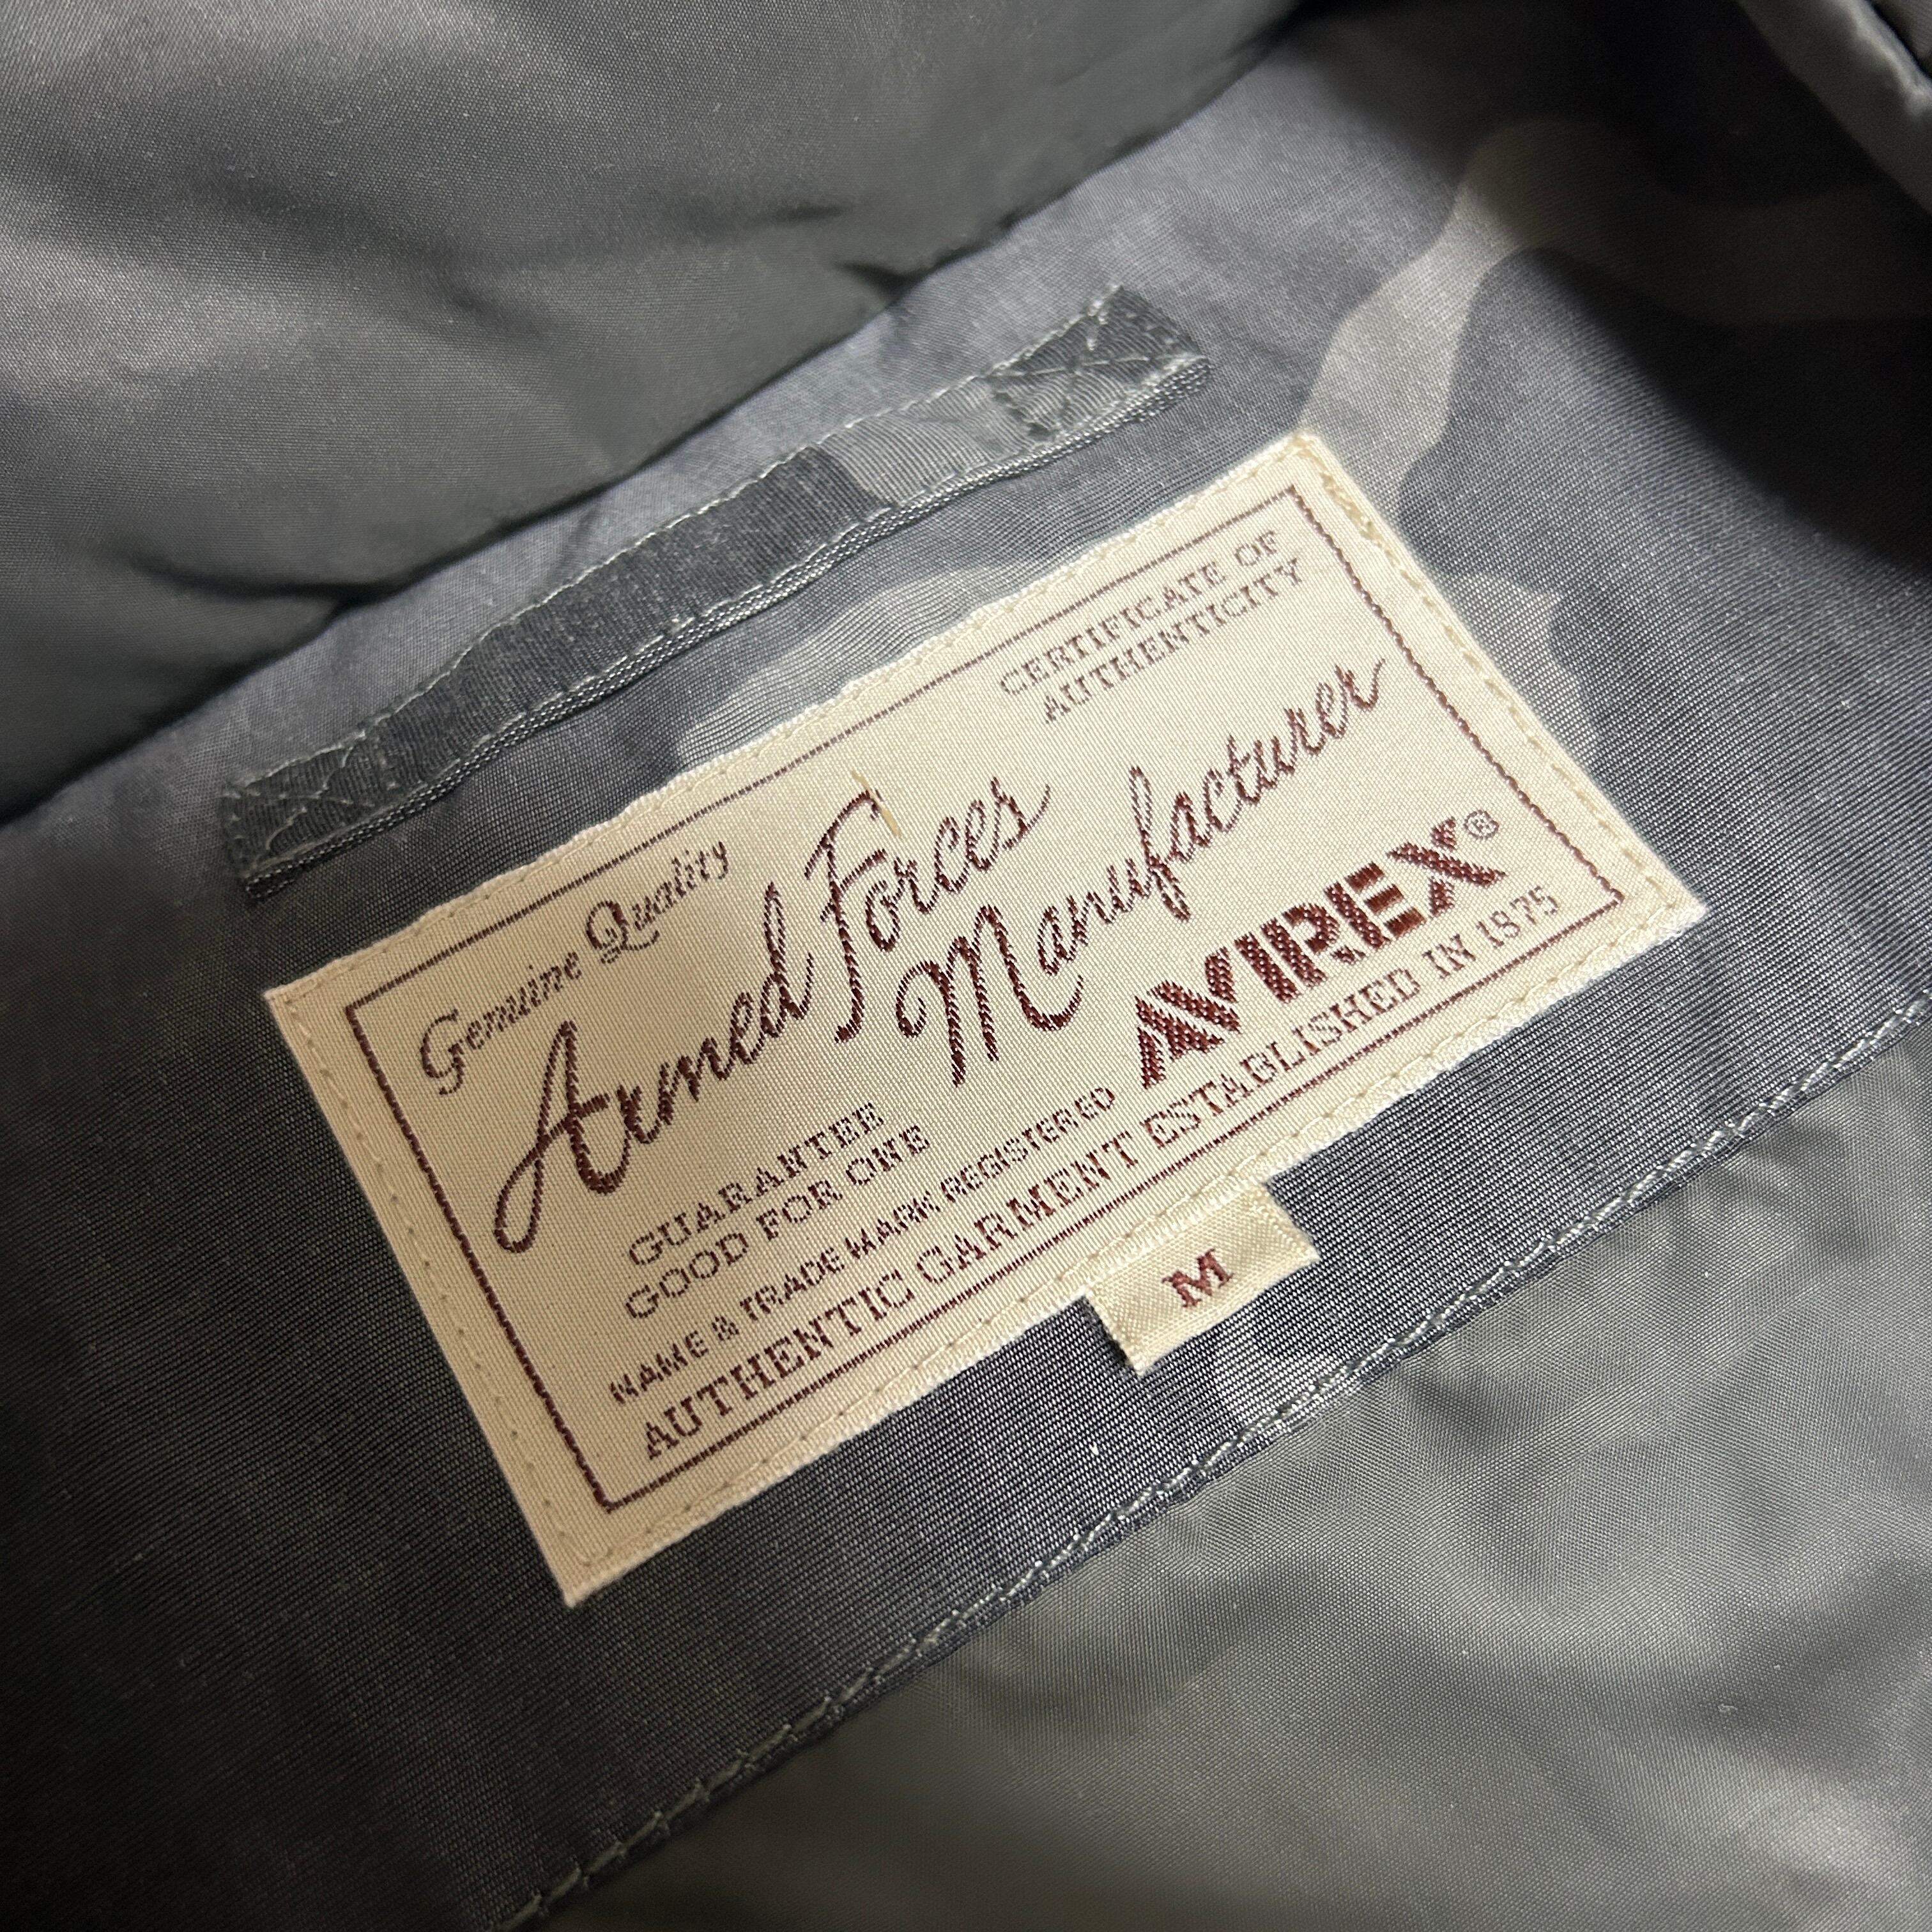 CERTIFICATE OF
AUTHENTICITY
Genuine Quality
Armed Forces
Manufacturer
GUARANTEE
GOOD FOR ONE
AVIREX®
NAME & TRADE MARK REGISTERED
AUTHENTIC GARMENT ESTABLISHED IN 1975
M